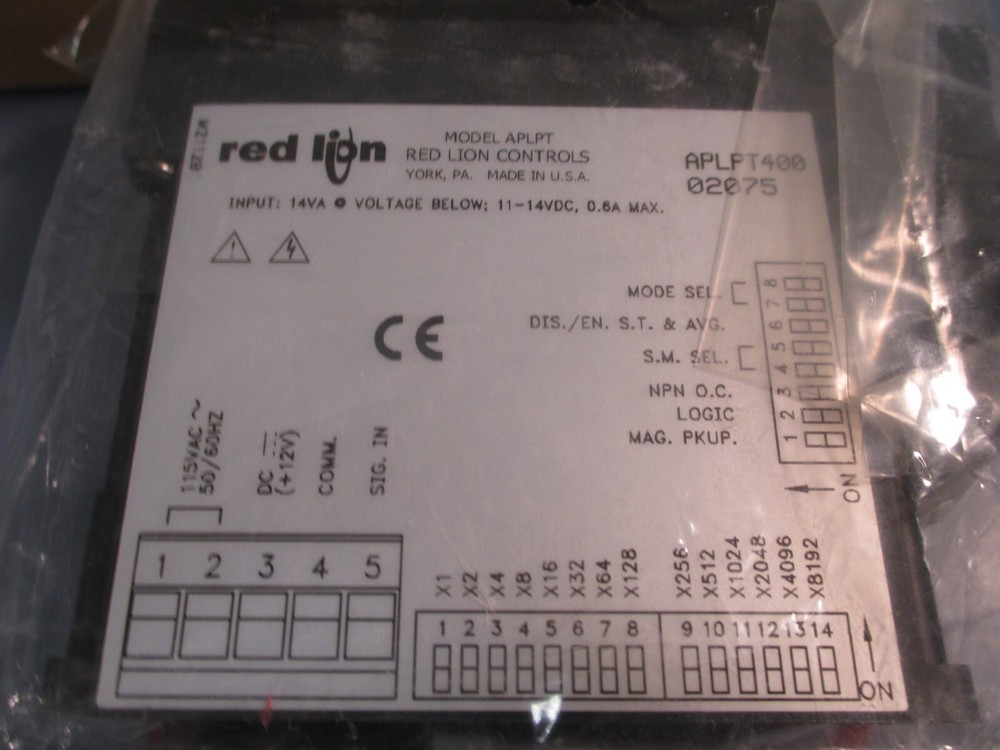 red lion
MODEL APLPT
RED LION CONTROLS
YORK, PA. MADE IN U.S.A.
APLPT400
02075
INPUT: 14VA @ VOLTAGE BELOW; 11-14VDC, 0.6A MAX.
CE
MODE SEL.
DIS./EN. S.T. & AVG.
S.M. SEL.
NPN O.C.
LOGIC
MAG. PKUP.
8
7
6
5
4
3
2
1
ON
115VAC ~
50/60HZ
DC
(+12V)
COMM.
SIG. IN
1 2 3 4 5
X1 X2 X4 X8 X16 X32 X64 X128 X256 X512 X1024 X2048 X4096 X8192
1 2 3 4 5 6 7 8 9 10 11 12 13 14
ON